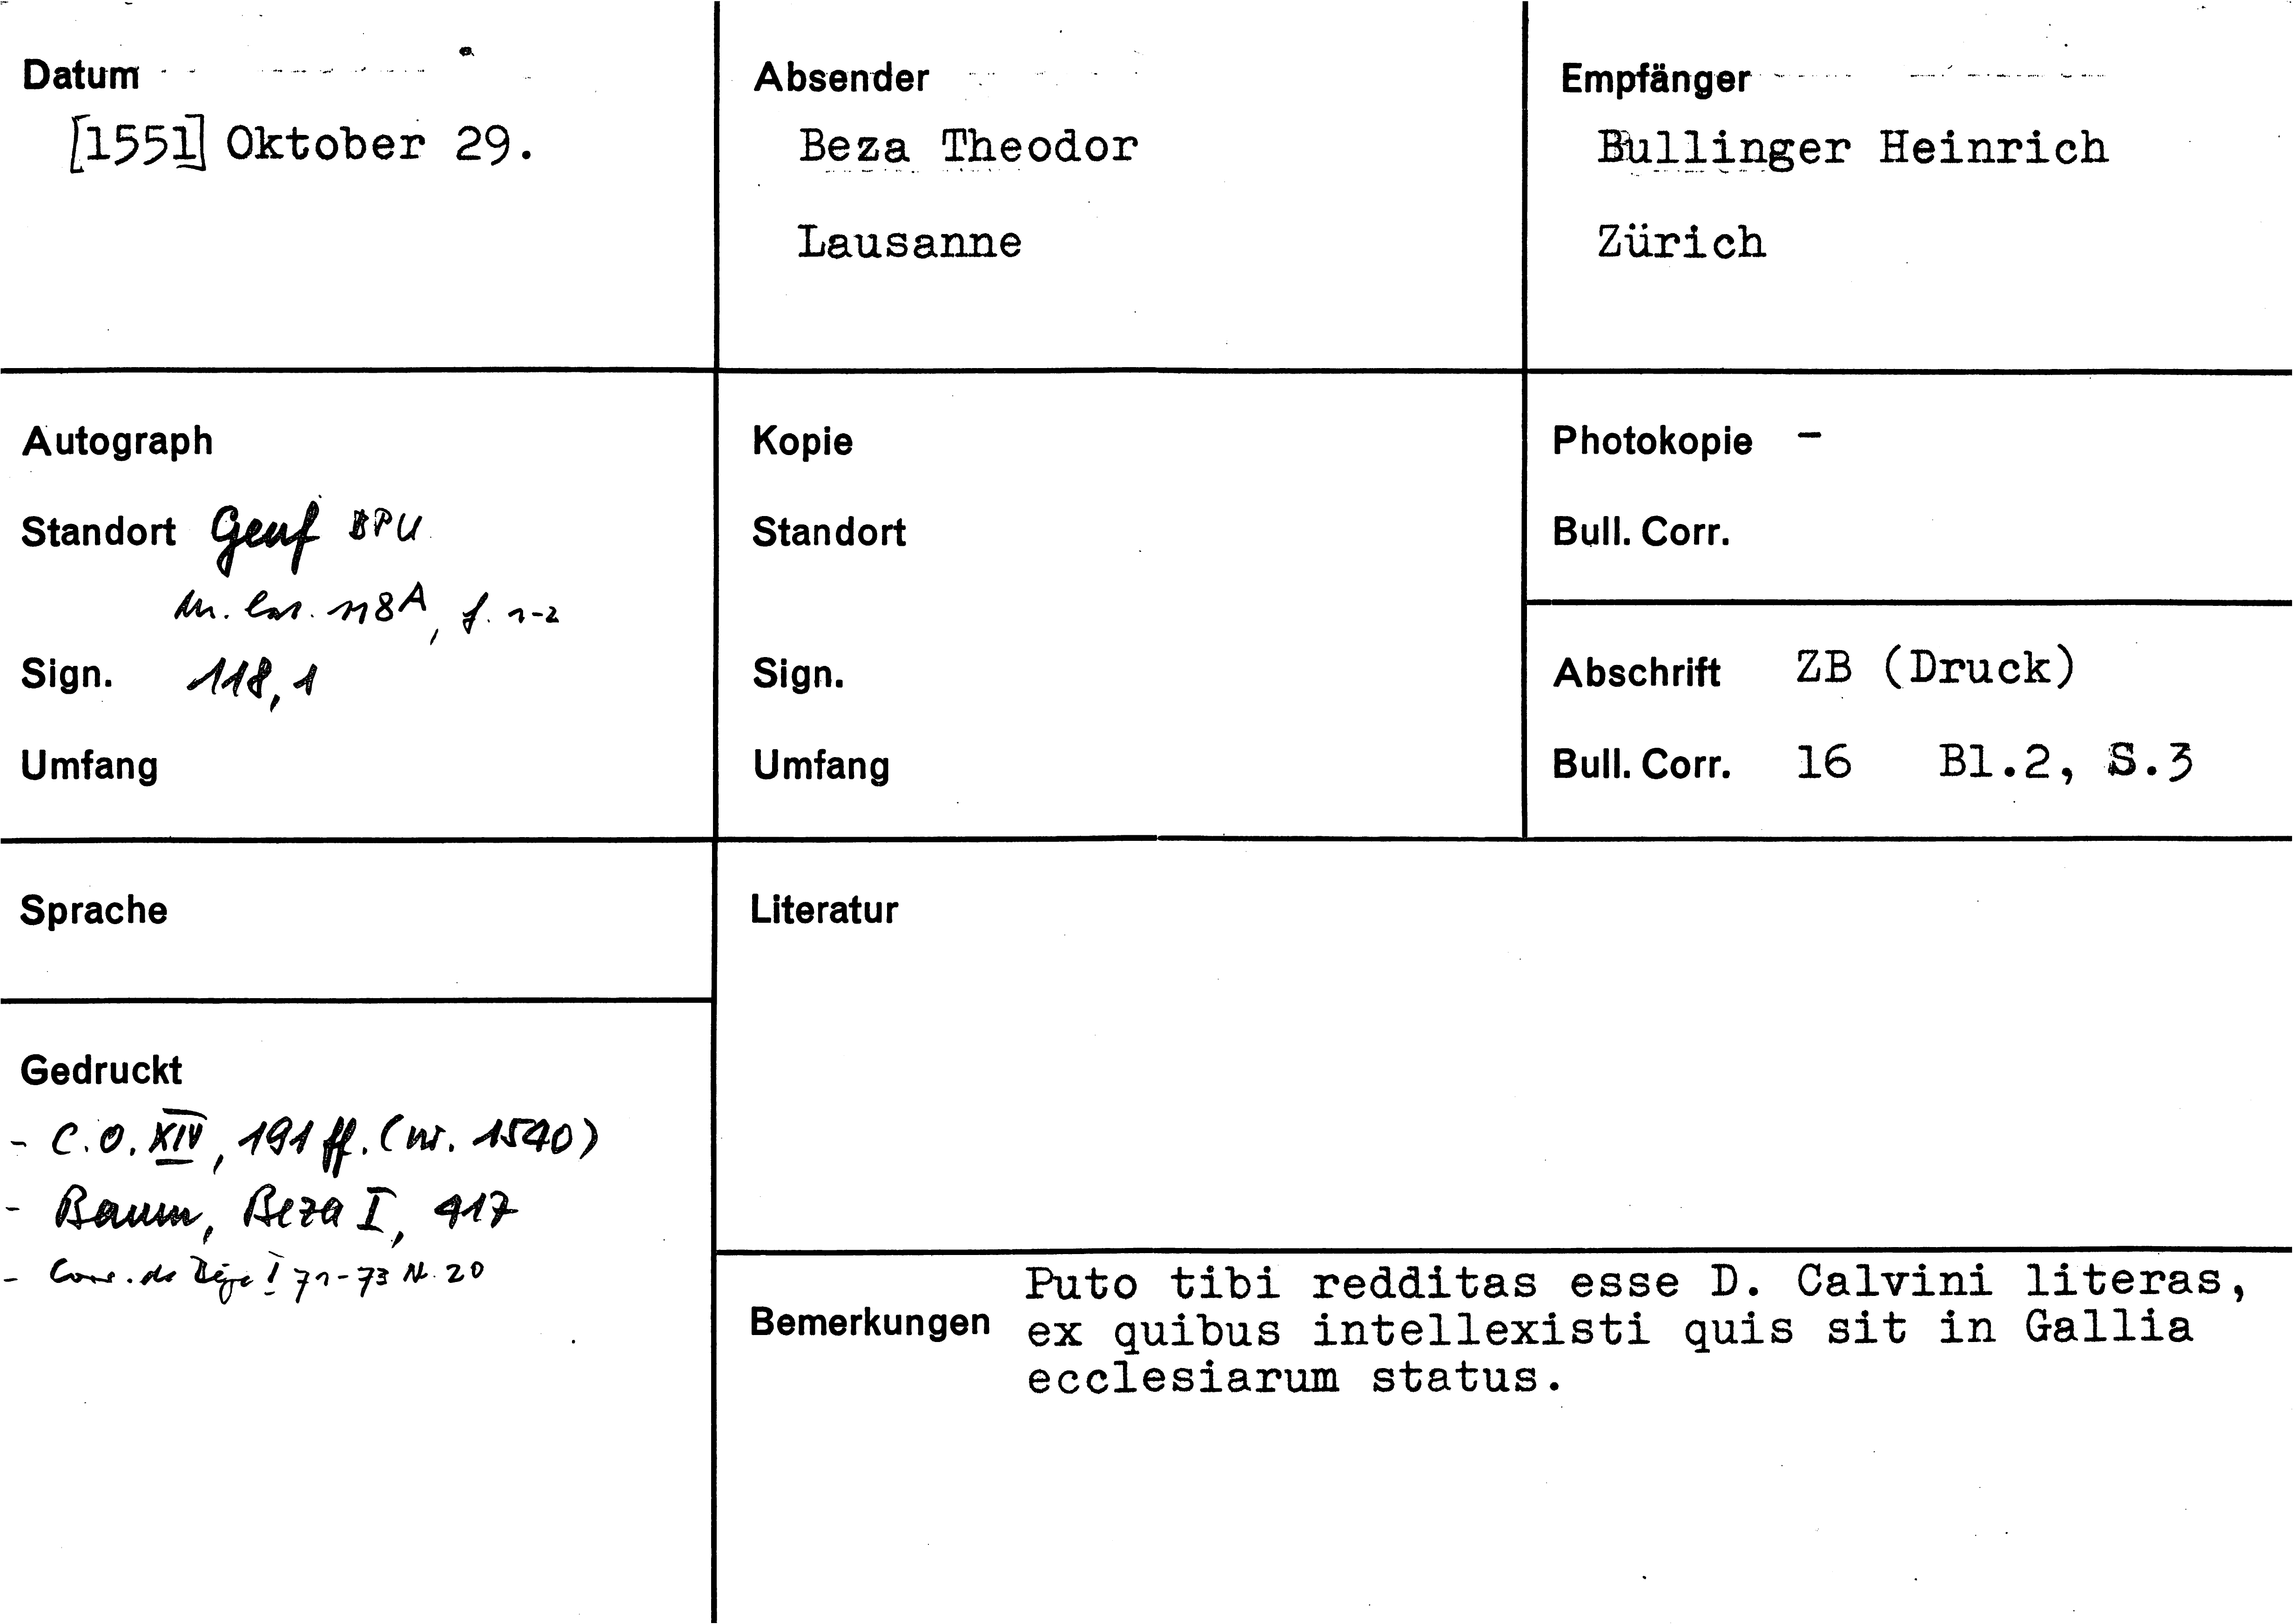 Datum
[1551] Oktober 29.
Absender
Beza Theodor
Lausanne
Empfänger
Bullinger Heinrich
Zürich
Autograph
Standort Genf BPU
Ms. lat. 118A, f. 1-2
Sign. 118,1
Umfang
Kopie
Standort
Sign.
Umfang
Photokopie -
Bull. Corr.
Abschrift ZB (Druck)
Bull. Corr. 16 Bl.2, S.3
Sprache
Gedruckt
- C.O. XIV, 191 ff. (nr. 1540)
- Baum, Beza I, 417
- Corr. de Bèze I 71-73 N. 20
Literatur
Bemerkungen
Puto tibi redditas esse D. Calvini literas,
ex quibus intellexisti quis sit in Gallia
ecclesiarum status.